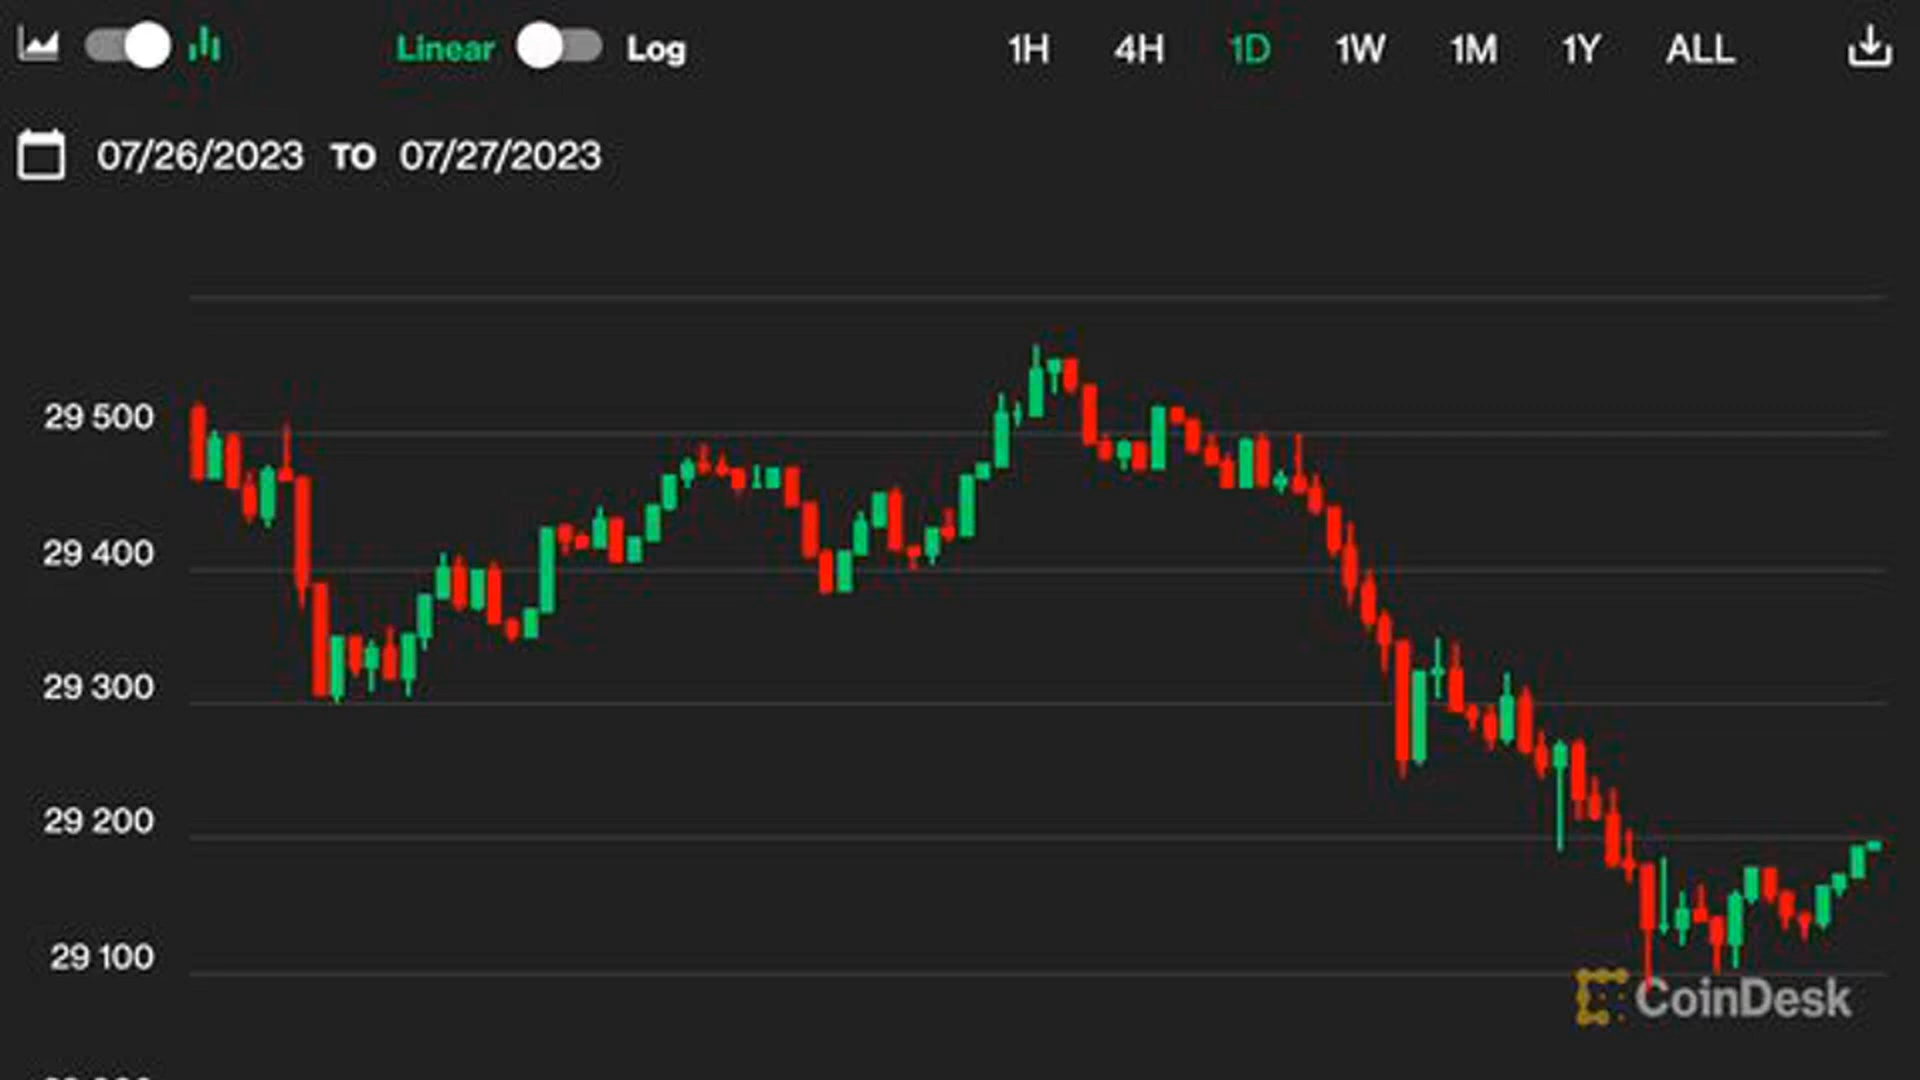 Linear Log 1H 4H 1D 1W 1M 1Y ALL
07/26/2023 TO 07/27/2023
29 500
29 400
29 300
29 200
29 100
CoinDesk